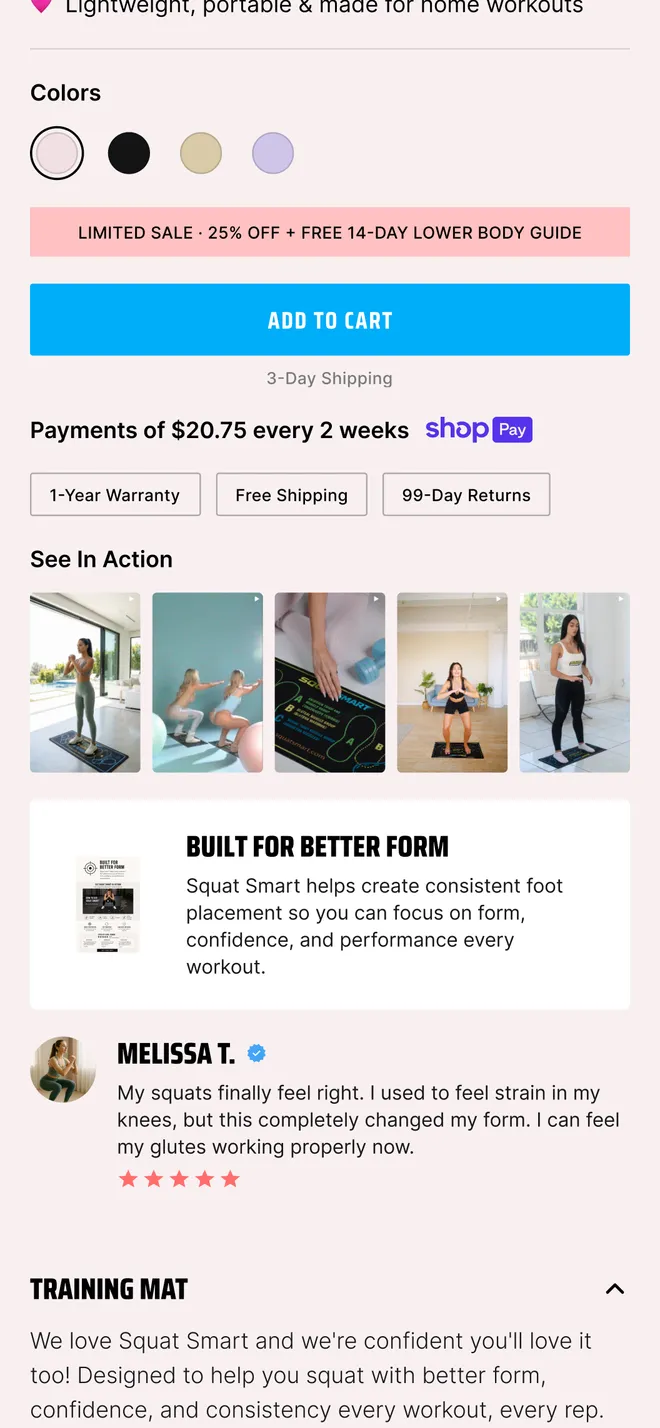 Lightweight, portable & made for home workouts
Colors
LIMITED SALE · 25% OFF + FREE 14-DAY LOWER BODY GUIDE
ADD TO CART
3-Day Shipping
Payments of $20.75 every 2 weeks shop Pay
1-Year Warranty Free Shipping 99-Day Returns
See In Action
A
B
C
BUILT FOR BETTER FORM
BUILT FOR BETTER FORM
Squat Smart helps create consistent foot
placement so you can focus on form,
confidence, and performance every
workout.
MELISSA T.
My squats finally feel right. I used to feel strain in my
knees, but this completely changed my form. I can feel
my glutes working properly now.
TRAINING MAT
We love Squat Smart and we're confident you'll love it
too! Designed to help you squat with better form,
confidence, and consistency every workout, every rep.